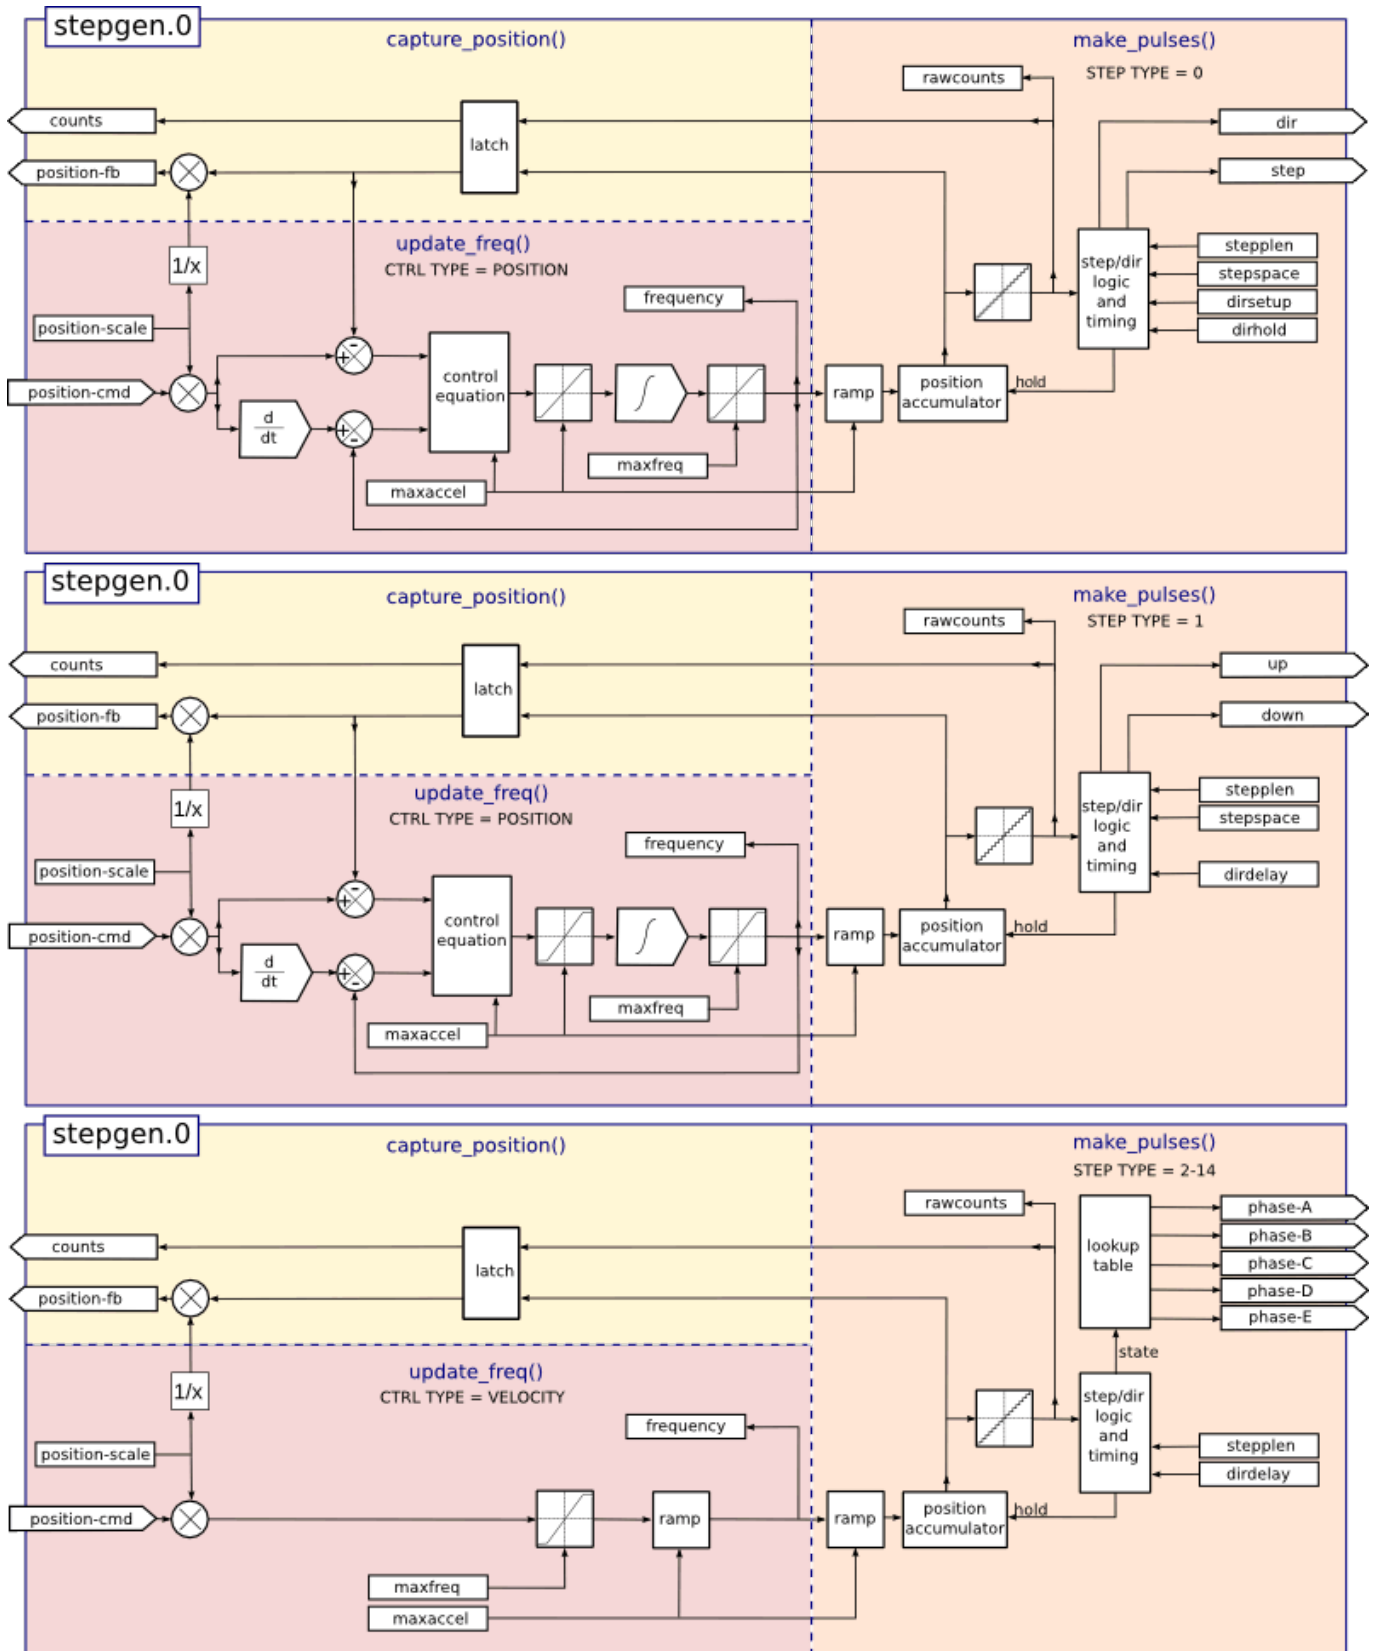 stepgen.0
capture_position()
make_pulses()
STEP TYPE = 0
rawcounts
counts
latch
dir
position-fb
step
update_freq()
CTRL TYPE = POSITION
1/x
frequency
step/dir
logic
and
timing
stepplen
stepspace
dirsetup
dirhold
position-scale
position-cmd
d
dt
+
-
+
-
control
equation
∫
maxfreq
maxaccel
ramp
position
accumulator
hold
stepgen.0
capture_position()
make_pulses()
STEP TYPE = 1
rawcounts
counts
latch
up
position-fb
down
update_freq()
CTRL TYPE = POSITION
1/x
frequency
step/dir
logic
and
timing
stepplen
stepspace
dirdelay
position-scale
position-cmd
d
dt
+
-
+
-
control
equation
∫
maxfreq
maxaccel
ramp
position
accumulator
hold
stepgen.0
capture_position()
make_pulses()
STEP TYPE = 2-14
rawcounts
counts
latch
lookup
table
phase-A
phase-B
phase-C
phase-D
phase-E
position-fb
state
update_freq()
CTRL TYPE = VELOCITY
1/x
frequency
step/dir
logic
and
timing
stepplen
dirdelay
position-scale
position-cmd
ramp
maxfreq
maxaccel
ramp
position
accumulator
hold